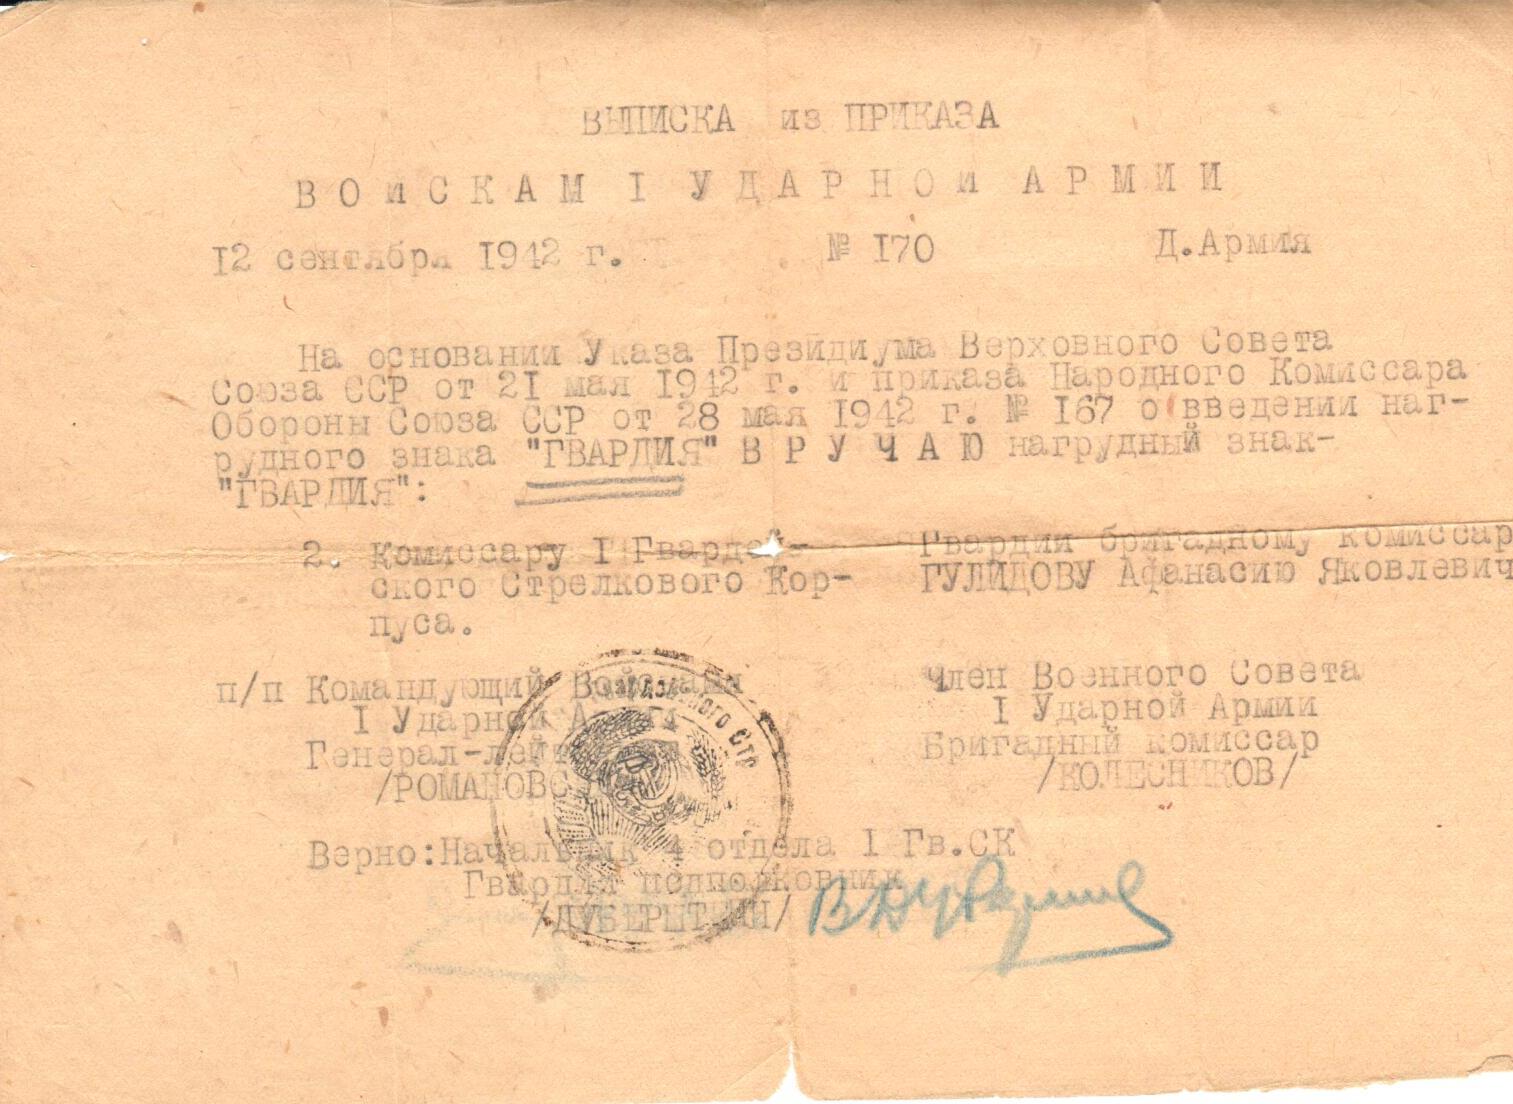 ВЫПИСКА из ПРИКАЗА
ВОЙСКАМ I УДАРНОЙ АРМИИ
12 сентября 1942 г. № 170 Д.Армия
На основании Указа Президиума Верховного Совета
Союза ССР от 21 мая 1942 г. и приказа Народного Комиссара
Обороны Союза ССР от 28 мая 1942 г. № 167 о введении наг-
рудного знака "ГВАРДИЯ" ВРУЧАЮ нагрудный знак-
"ГВАРДИЯ":
2. Комиссару I Гвардей- Гвардии бригадному комиссар
ского Стрелкового Кор- ГУЛИДОВУ Афанасию Яковлевич
пуса.
п/п Командующий Войсками Член Военного Совета
I Ударной Армии I Ударной Армии
Генерал-лейт Бригадный комиссар
/РОМАНОВС /КОЛЕСНИКОВ/
Верно: Начальник 4 отдела I Гв.СК
Гвардии подполковник
/ДУБЕРШТЕИН/